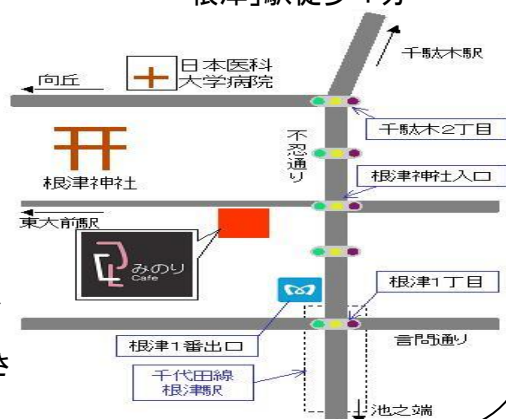 根津」駅徒歩4分
千駄木駅
日本医科
大学病院
向丘
千駄木2丁目
不忍通り
根津神社
根津神社入口
東大前駅
みのり
Cafe
根津1丁目
根津1番出口
言問通り
千代田線
根津駅
池之端
さ